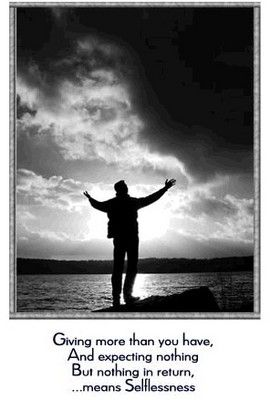 Giving more than you have,
And expecting nothing
But nothing in return,
...means Selflessness